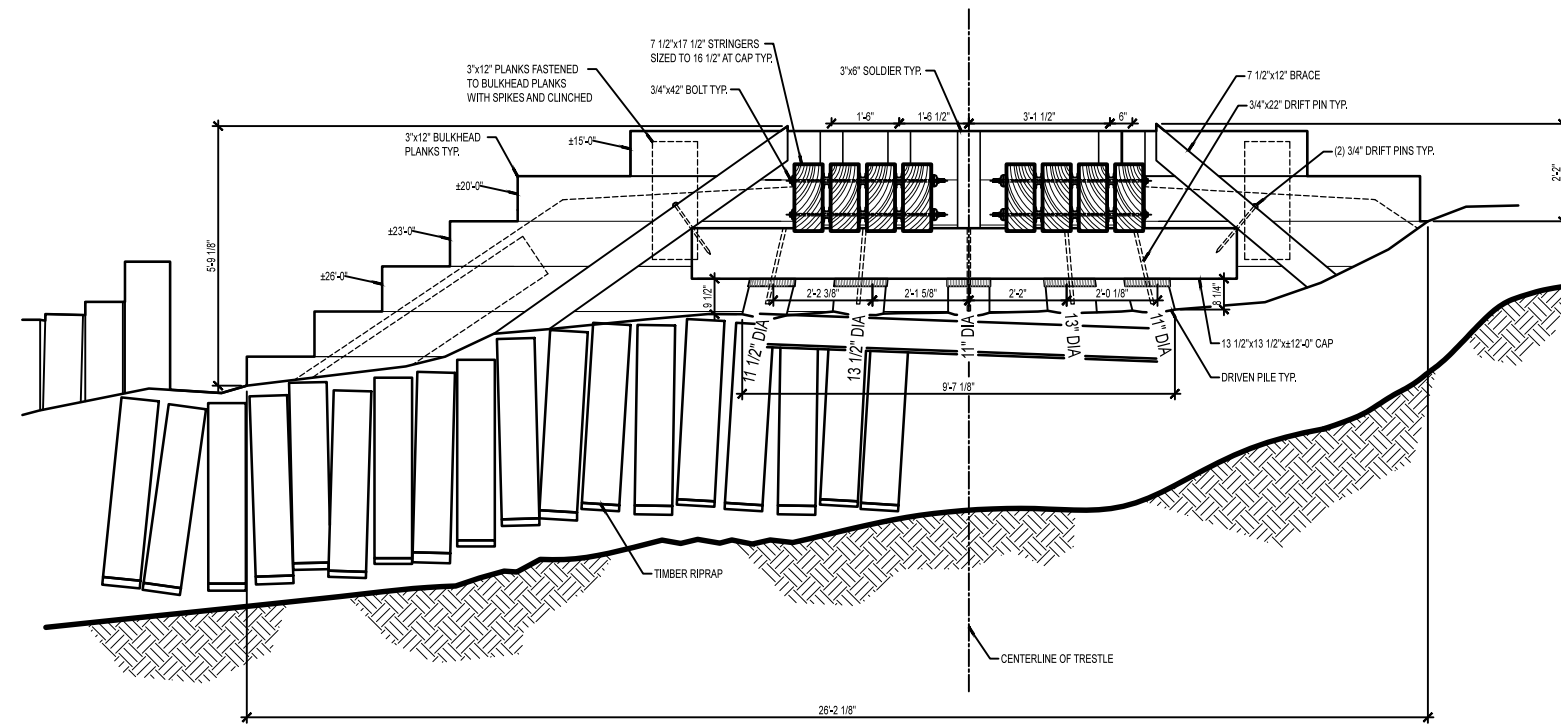 7 1/2"x17 1/2" STRINGERS
SIZED TO 16 1/2" AT CAP TYP.
3"x12" PLANKS FASTENED
TO BULKHEAD PLANKS
WITH SPIKES AND CLINCHED
3/4"x42" BOLT TYP.
3"x6" SOLDIER TYP.
7 1/2"x12" BRACE
3/4"x22" DRIFT PIN TYP.
1'-6"
1'-6 1/2"
3'-1 1/2"
6"
3"x12" BULKHEAD
PLANKS TYP.
±15'-0"
(2) 3/4" DRIFT PINS TYP.
2'-2"
±20'-0"
±23'-0"
5'-9 1/8"
±26'-0"
9 1/2"
2'-2 3/8"
2'-1 5/8"
2'-2"
2'-0 1/8"
8 1/4"
11 1/2" DIA
13 1/2" DIA
11" DIA
13" DIA
11" DIA
13 1/2"x13 1/2"x±12'-0" CAP
DRIVEN PILE TYP.
9'-7 1/8"
TIMBER RIPRAP
CENTERLINE OF TRESTLE
26'-2 1/8"